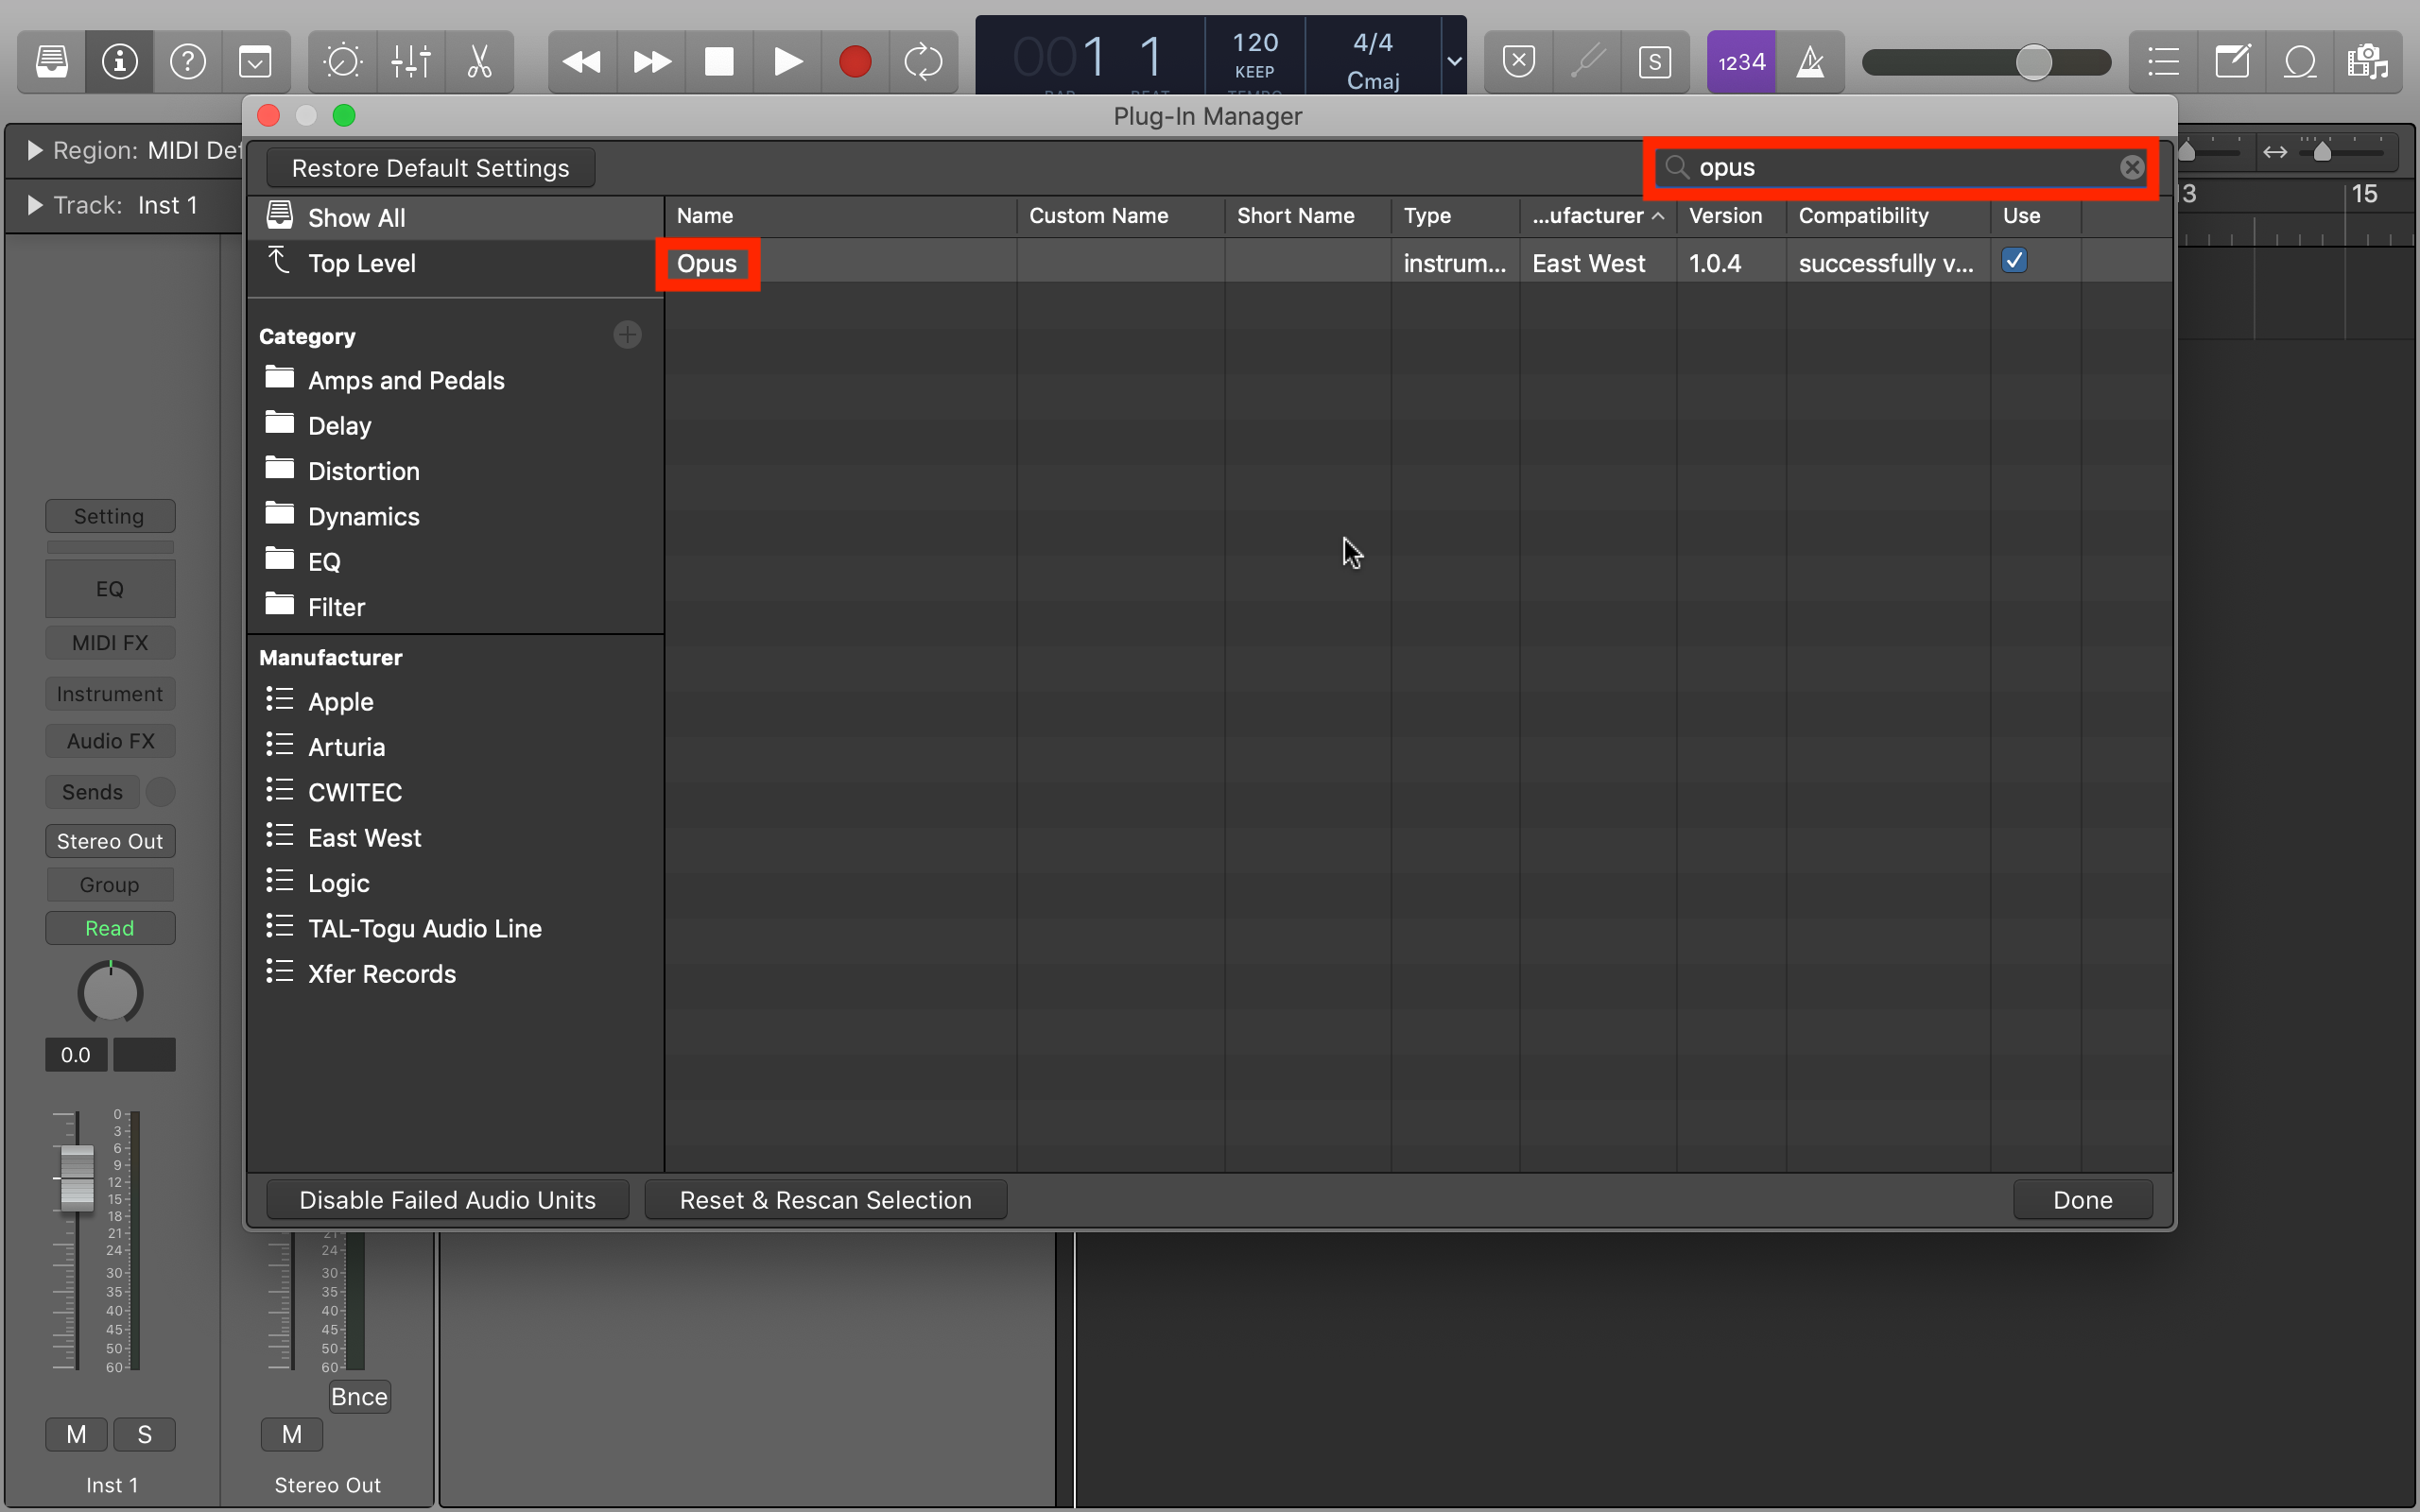 001 1
120
KEEP
4/4
Cmaj
S
1234
Plug-In Manager
Region: MIDI Def
Restore Default Settings
opus
Track: Inst 1
13
15
Show All
Top Level
Name
Custom Name
Short Name
Type
...ufacturer
Version
Compatibility
Use
Opus
instrum...
East West
1.0.4
successfully v...
Category
Amps and Pedals
Delay
Distortion
Dynamics
EQ
Filter
Manufacturer
Apple
Arturia
CWITEC
East West
Logic
TAL-Togu Audio Line
Xfer Records
Disable Failed Audio Units
Reset & Rescan Selection
Done
Setting
EQ
MIDI FX
Instrument
Audio FX
Sends
Stereo Out
Group
Read
0.0
0
3
6
9
12
15
18
21
24
30
35
40
45
50
60
21
24
30
35
40
45
50
60
Bnce
M
S
M
Inst 1
Stereo Out